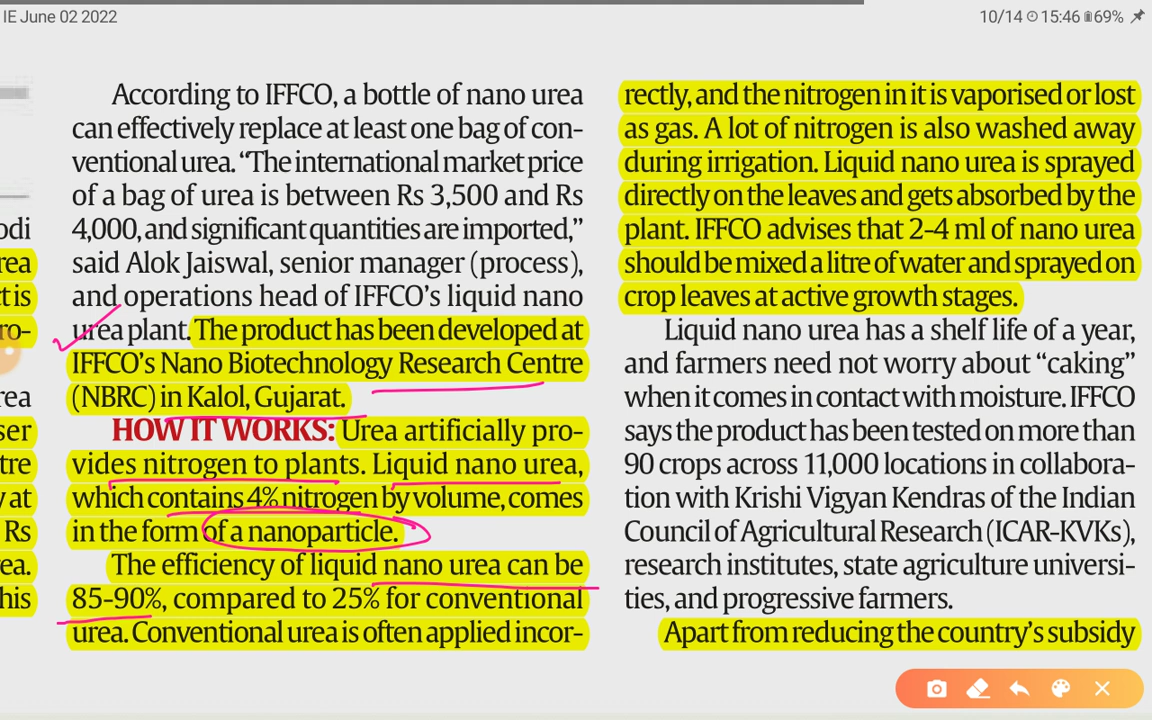 IE June 02 2022
10/14 15:46 69%
odi
rea
t is
ro-
rea
ser
tre
y at
Rs
ea.
his
According to IFFCO, a bottle of nano urea
can effectively replace at least one bag of con-
ventional urea. “The international market price
of a bag of urea is between Rs 3,500 and Rs
4,000, and significant quantities are imported,”
said Alok Jaiswal, senior manager (process),
and operations head of IFFCO’s liquid nano
urea plant. The product has been developed at
IFFCO’s Nano Biotechnology Research Centre
(NBRC) in Kalol, Gujarat.
HOW IT WORKS: Urea artificially pro-
vides nitrogen to plants. Liquid nano urea,
which contains 4% nitrogen by volume, comes
in the form of a nanoparticle.
The efficiency of liquid nano urea can be
85-90%, compared to 25% for conventional
urea. Conventional urea is often applied incor-
rectly, and the nitrogen in it is vaporised or lost
as gas. A lot of nitrogen is also washed away
during irrigation. Liquid nano urea is sprayed
directly on the leaves and gets absorbed by the
plant. IFFCO advises that 2-4 ml of nano urea
should be mixed a litre of water and sprayed on
crop leaves at active growth stages.
Liquid nano urea has a shelf life of a year,
and farmers need not worry about “caking”
when it comes in contact with moisture. IFFCO
says the product has been tested on more than
90 crops across 11,000 locations in collabora-
tion with Krishi Vigyan Kendras of the Indian
Council of Agricultural Research (ICAR-KVKs),
research institutes, state agriculture universi-
ties, and progressive farmers.
Apart from reducing the country’s subsidy